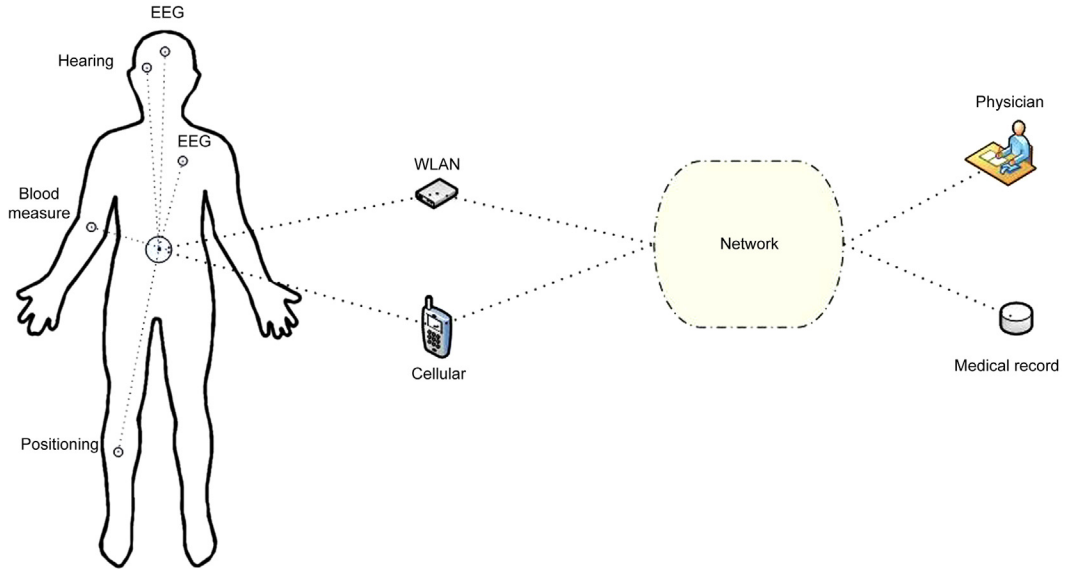 EEG
Hearing
EEG
Blood
measure
Positioning
WLAN
Cellular
Network
Physician
Medical record